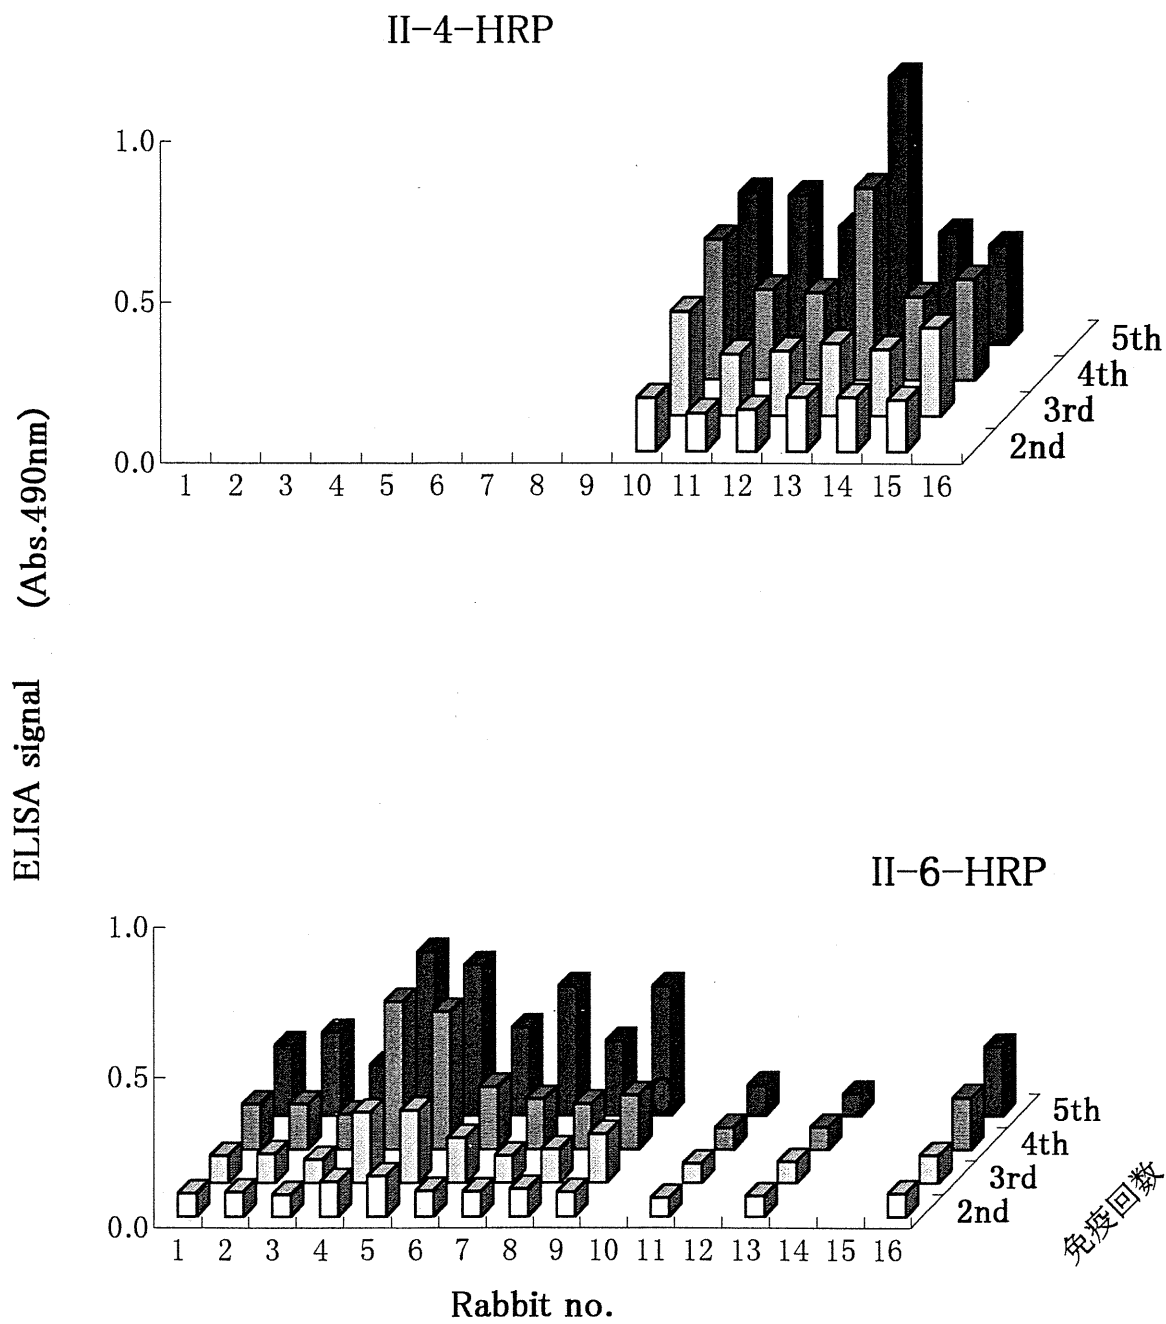 II-4-HRP
1.0
0.5
0.0
1 2 3 4 5 6 7 8 9 10 11 12 13 14 15 16
5th
4th
3rd
2nd
ELISA signal (Abs.490nm)
II-6-HRP
1.0
0.5
0.0
1 2 3 4 5 6 7 8 9 10 11 12 13 14 15 16
5th
4th
3rd
2nd
免疫回数
Rabbit no.